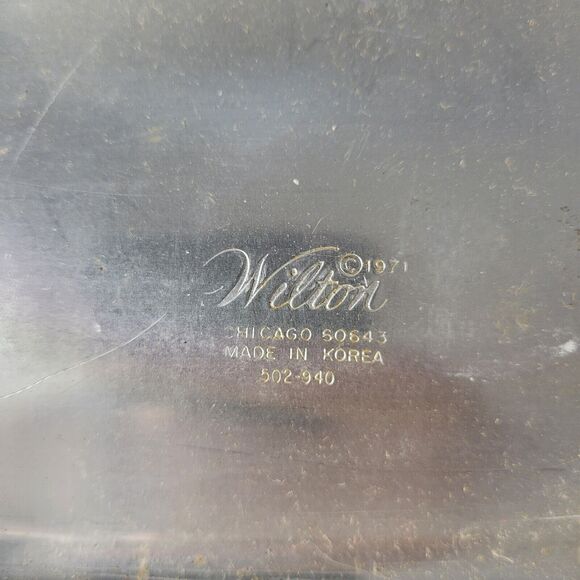 Wilton © 1971
CHICAGO 60643
MADE IN KOREA
502-940